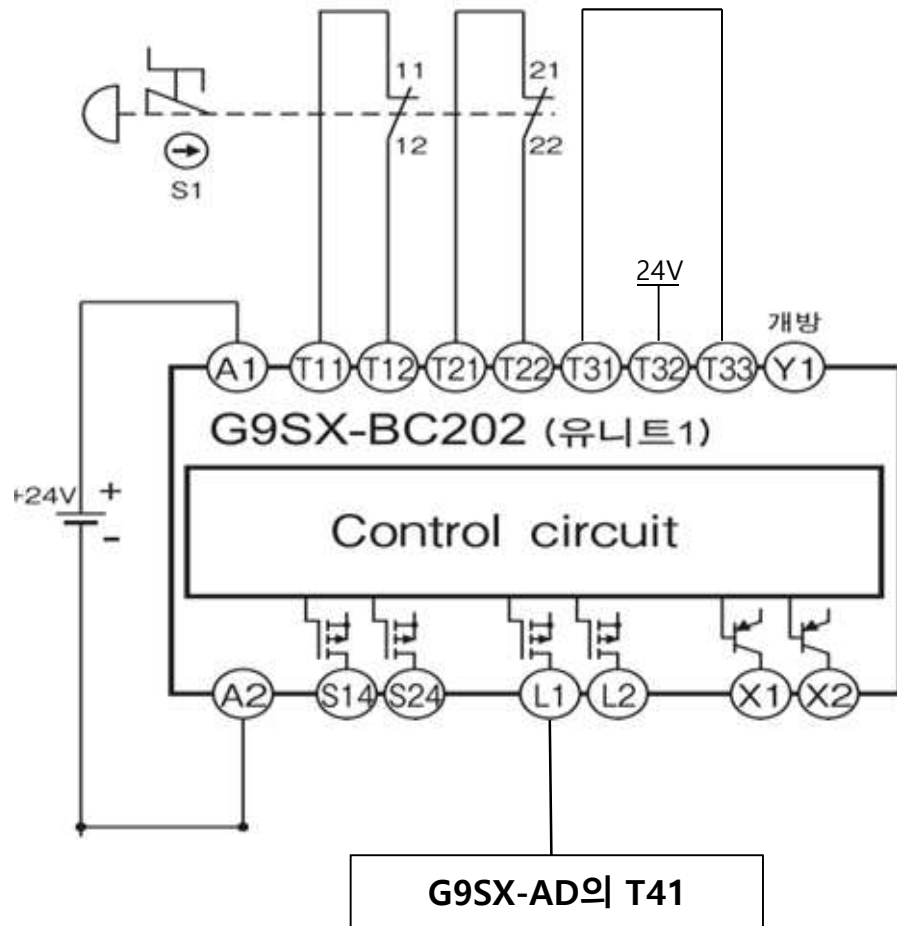 11
21
12
22
S1
24V
개방
A1 T11 T12 T21 T22 T31 T32 T33 Y1
G9SX-BC202 (유니트1)
+24V + -
Control circuit
A2 S14 S24 L1 L2 X1 X2
G9SX-AD의 T41